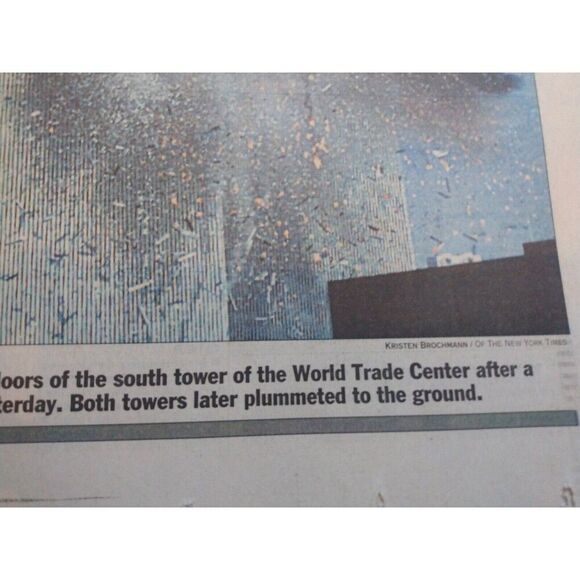 KRISTEN BROCHMANN / OF THE NEW YORK TIMES
loors of the south tower of the World Trade Center after a
terday. Both towers later plummeted to the ground.